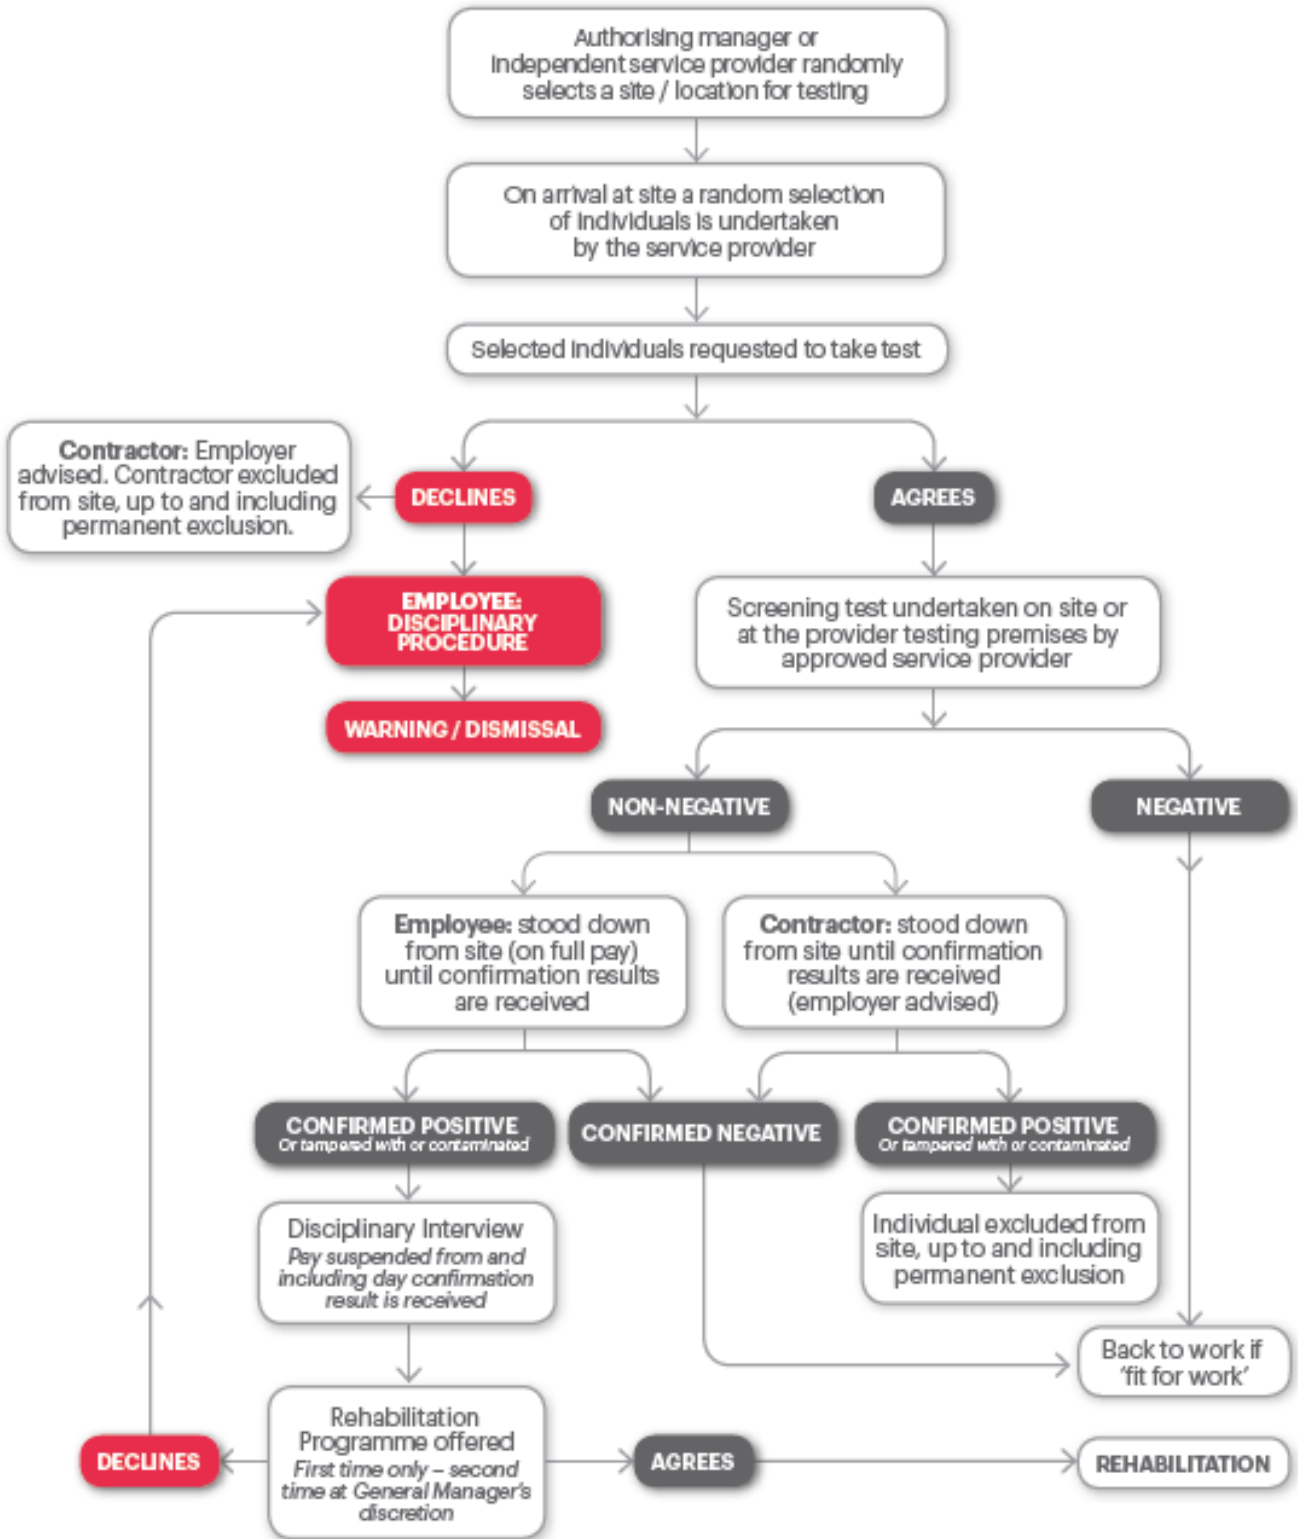 Authorising manager or
independent service provider randomly
selects a site / location for testing
On arrival at site a random selection
of individuals is undertaken
by the service provider
Selected individuals requested to take test
Contractor: Employer
advised. Contractor excluded
from site, up to and including
permanent exclusion.
DECLINES
AGREES
EMPLOYEE:
DISCIPLINARY
PROCEDURE
Screening test undertaken on site or
at the provider testing premises by
approved service provider
WARNING / DISMISSAL
NON-NEGATIVE
NEGATIVE
Employee: stood down
from site (on full pay)
until confirmation results
are received
Contractor: stood down
from site until confirmation
results are received
(employer advised)
CONFIRMED POSITIVE
Or tampered with or contaminated
CONFIRMED NEGATIVE
CONFIRMED POSITIVE
Or tampered with or contaminated
Disciplinary Interview
Pay suspended from and
including day confirmation
result is received
Individual excluded from
site, up to and including
permanent exclusion
Back to work if
'fit for work'
Rehabilitation
Programme offered
First time only – second
time at General Manager's
discretion
DECLINES
AGREES
REHABILITATION